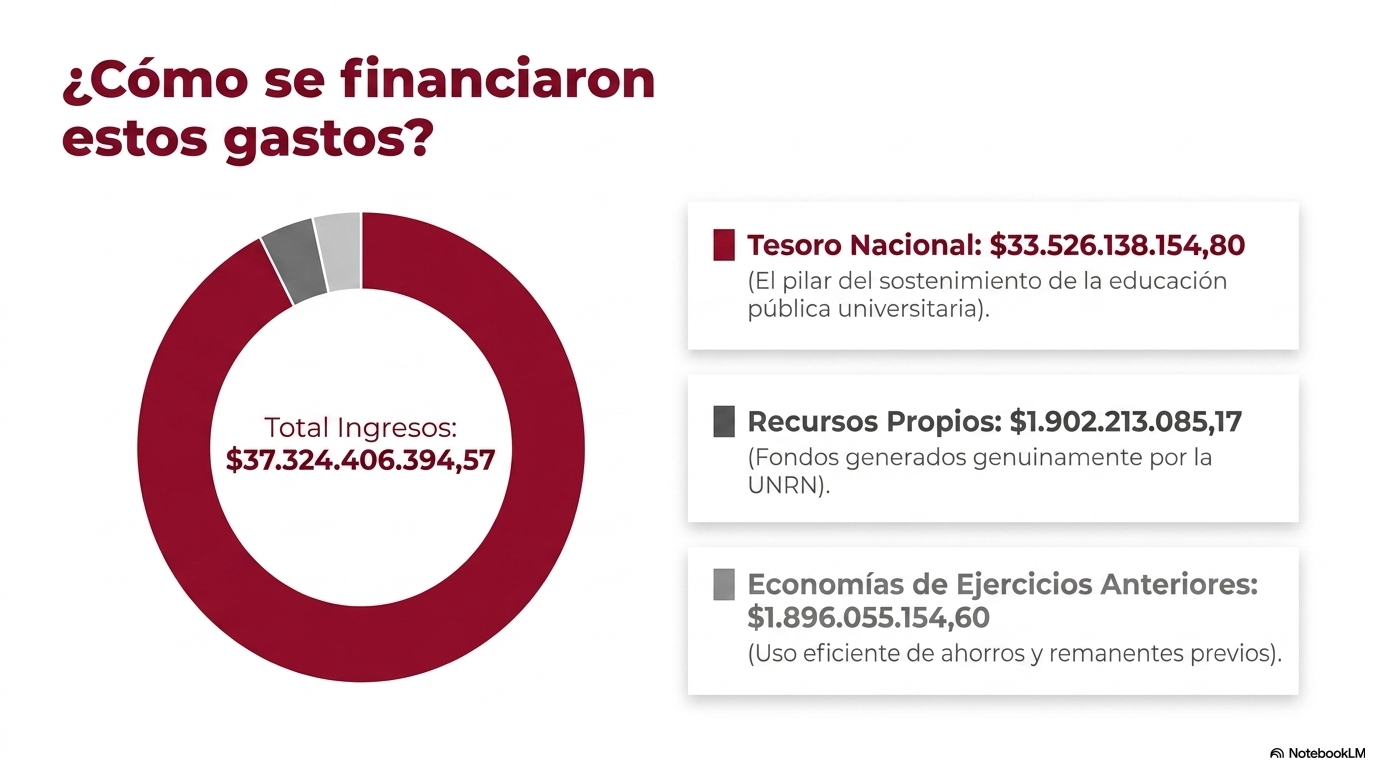 ¿Cómo se financiaron
estos gastos?
Total Ingresos:
$37.324.406.394,57
Tesoro Nacional: $33.526.138.154,80
(El pilar del sostenimiento de la educación
pública universitaria).
Recursos Propios: $1.902.213.085,17
(Fondos generados genuinamente por la
UNRN).
Economías de Ejercicios Anteriores:
$1.896.055.154,60
(Uso eficiente de ahorros y remanentes previos).
NotebookLM